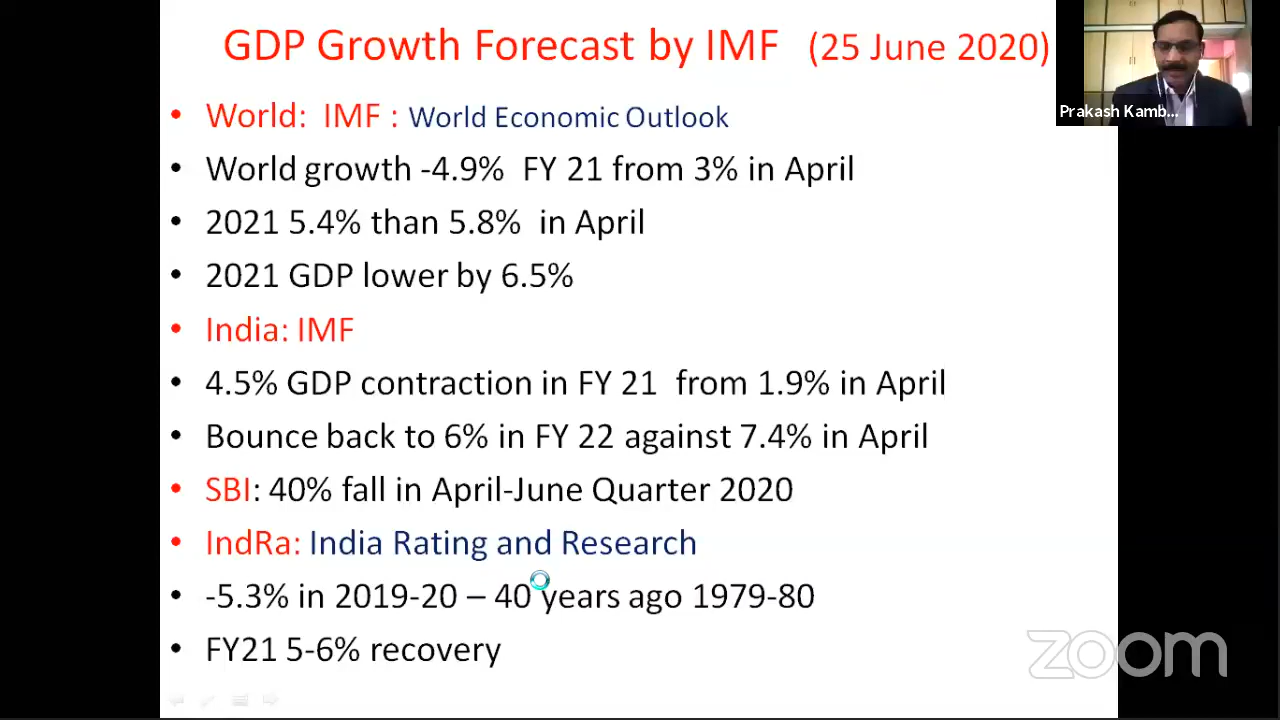 GDP Growth Forecast by IMF (25 June 2020)
World: IMF : World Economic Outlook
World growth -4.9% FY 21 from 3% in April
2021 5.4% than 5.8% in April
2021 GDP lower by 6.5%
India: IMF
4.5% GDP contraction in FY 21 from 1.9% in April
Bounce back to 6% in FY 22 against 7.4% in April
SBI: 40% fall in April-June Quarter 2020
IndRa: India Rating and Research
-5.3% in 2019-20 – 40 years ago 1979-80
FY21 5-6% recovery
Prakash Kamb...
zoom